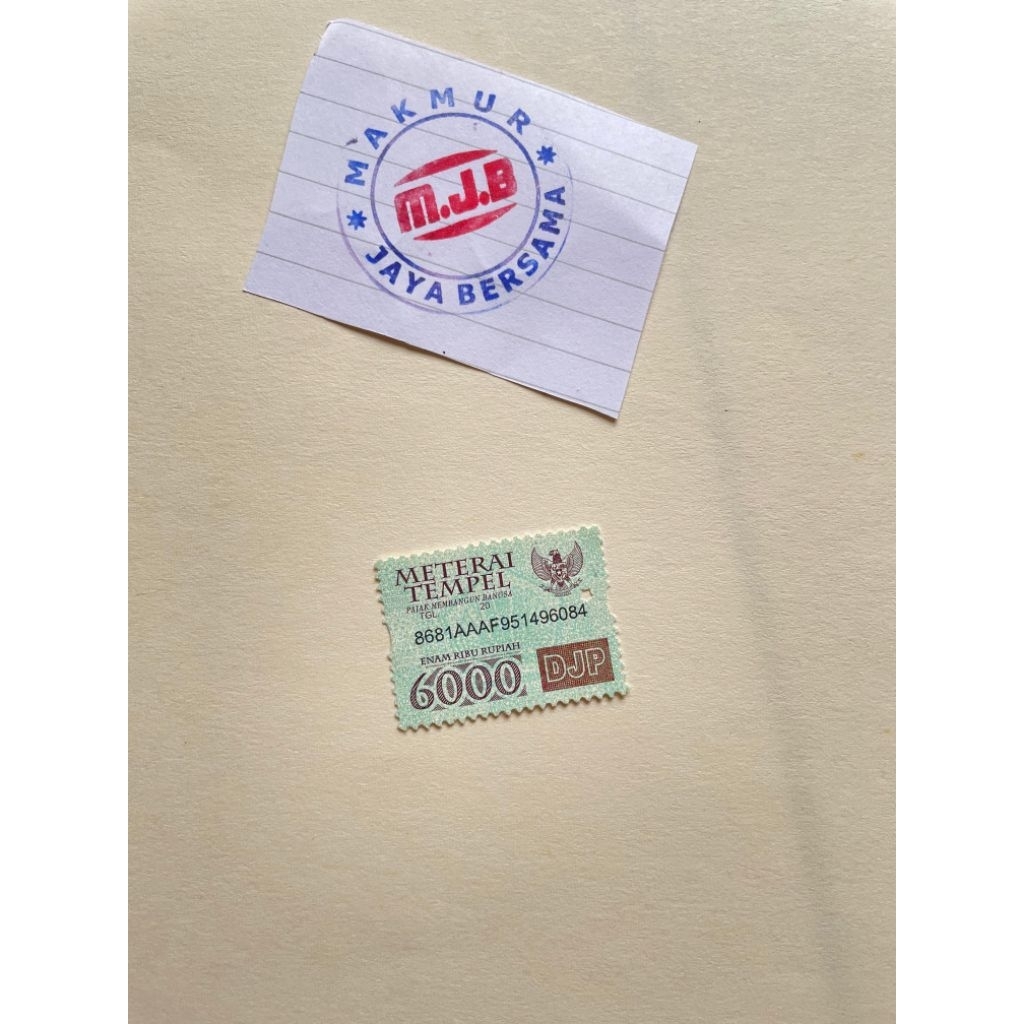 MAKMUR
M.J.B
JAYA BERSAMA
METERAI
TEMPEL
PAJAK MEMBANGUN BANGSA
TGL. 20
8681AAAF951496084
ENAM RIBU RUPIAH
6000 DJP